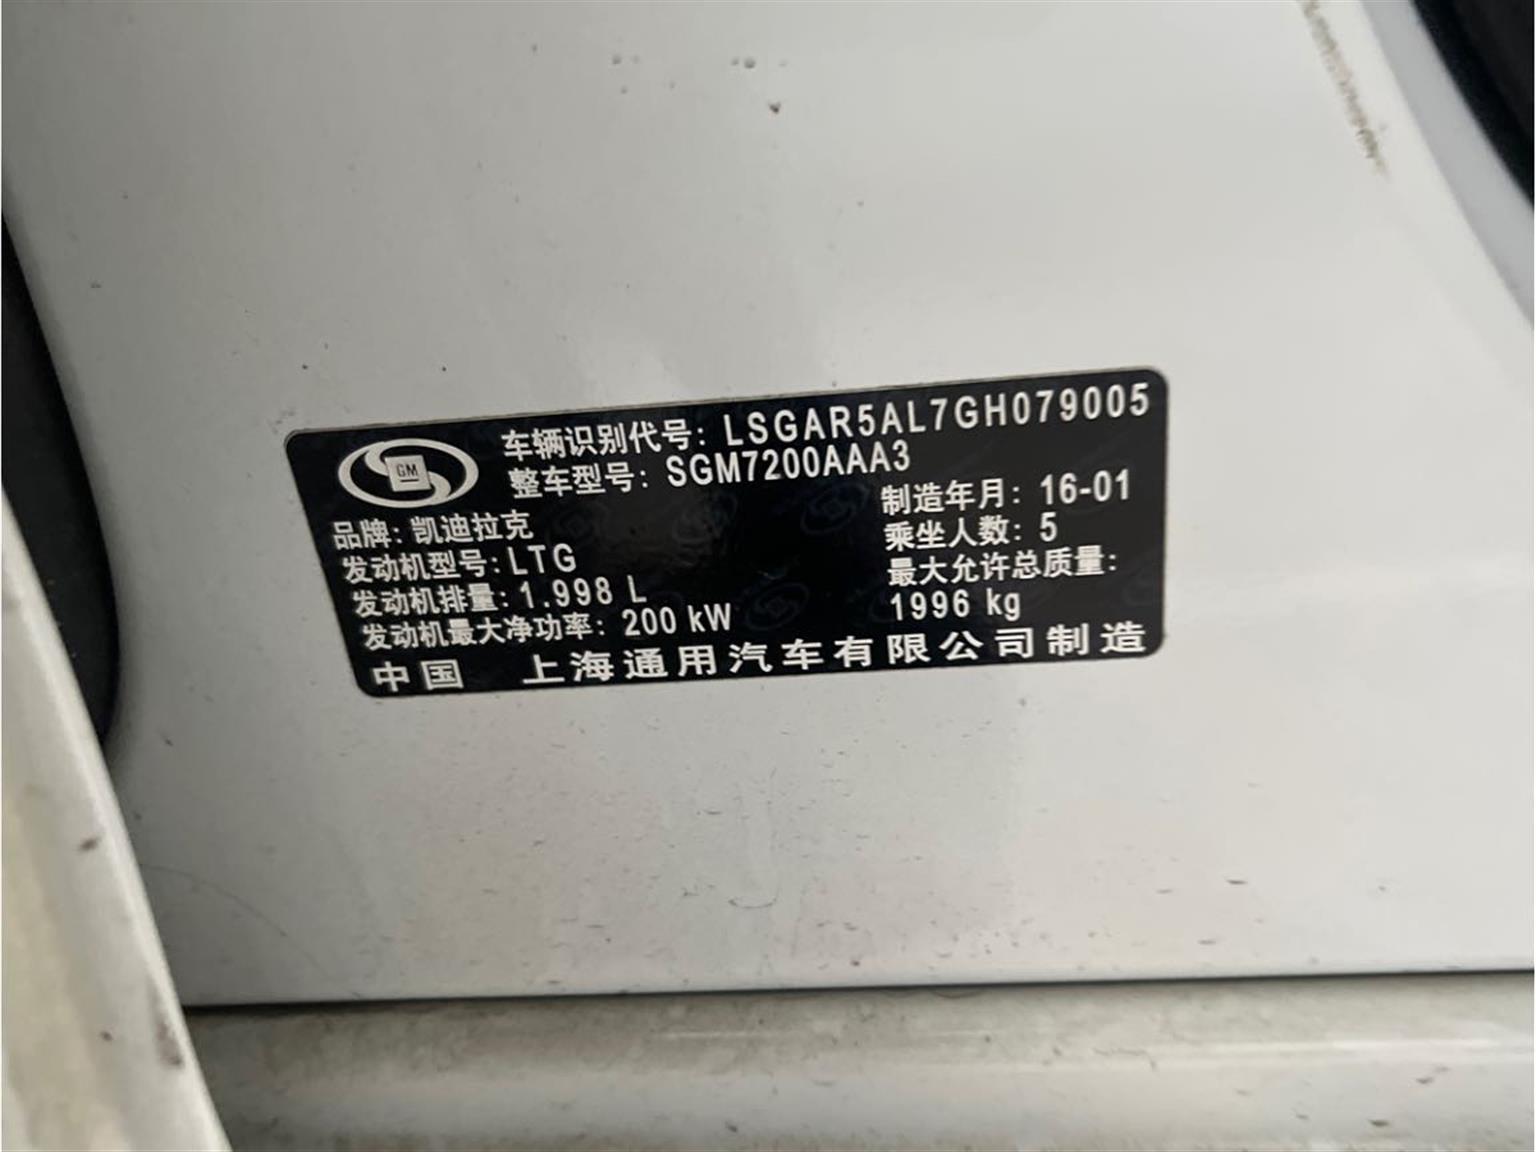 GM
车辆识别代号: LSGAR5AL7GH079005
整车型号: SGM7200AAA3
品牌: 凯迪拉克
制造年月: 16-01
发动机型号: LTG
乘坐人数: 5
发动机排量: 1.998 L
最大允许总质量:
1996 kg
发动机最大净功率: 200 kW
中国 上海通用汽车有限公司制造